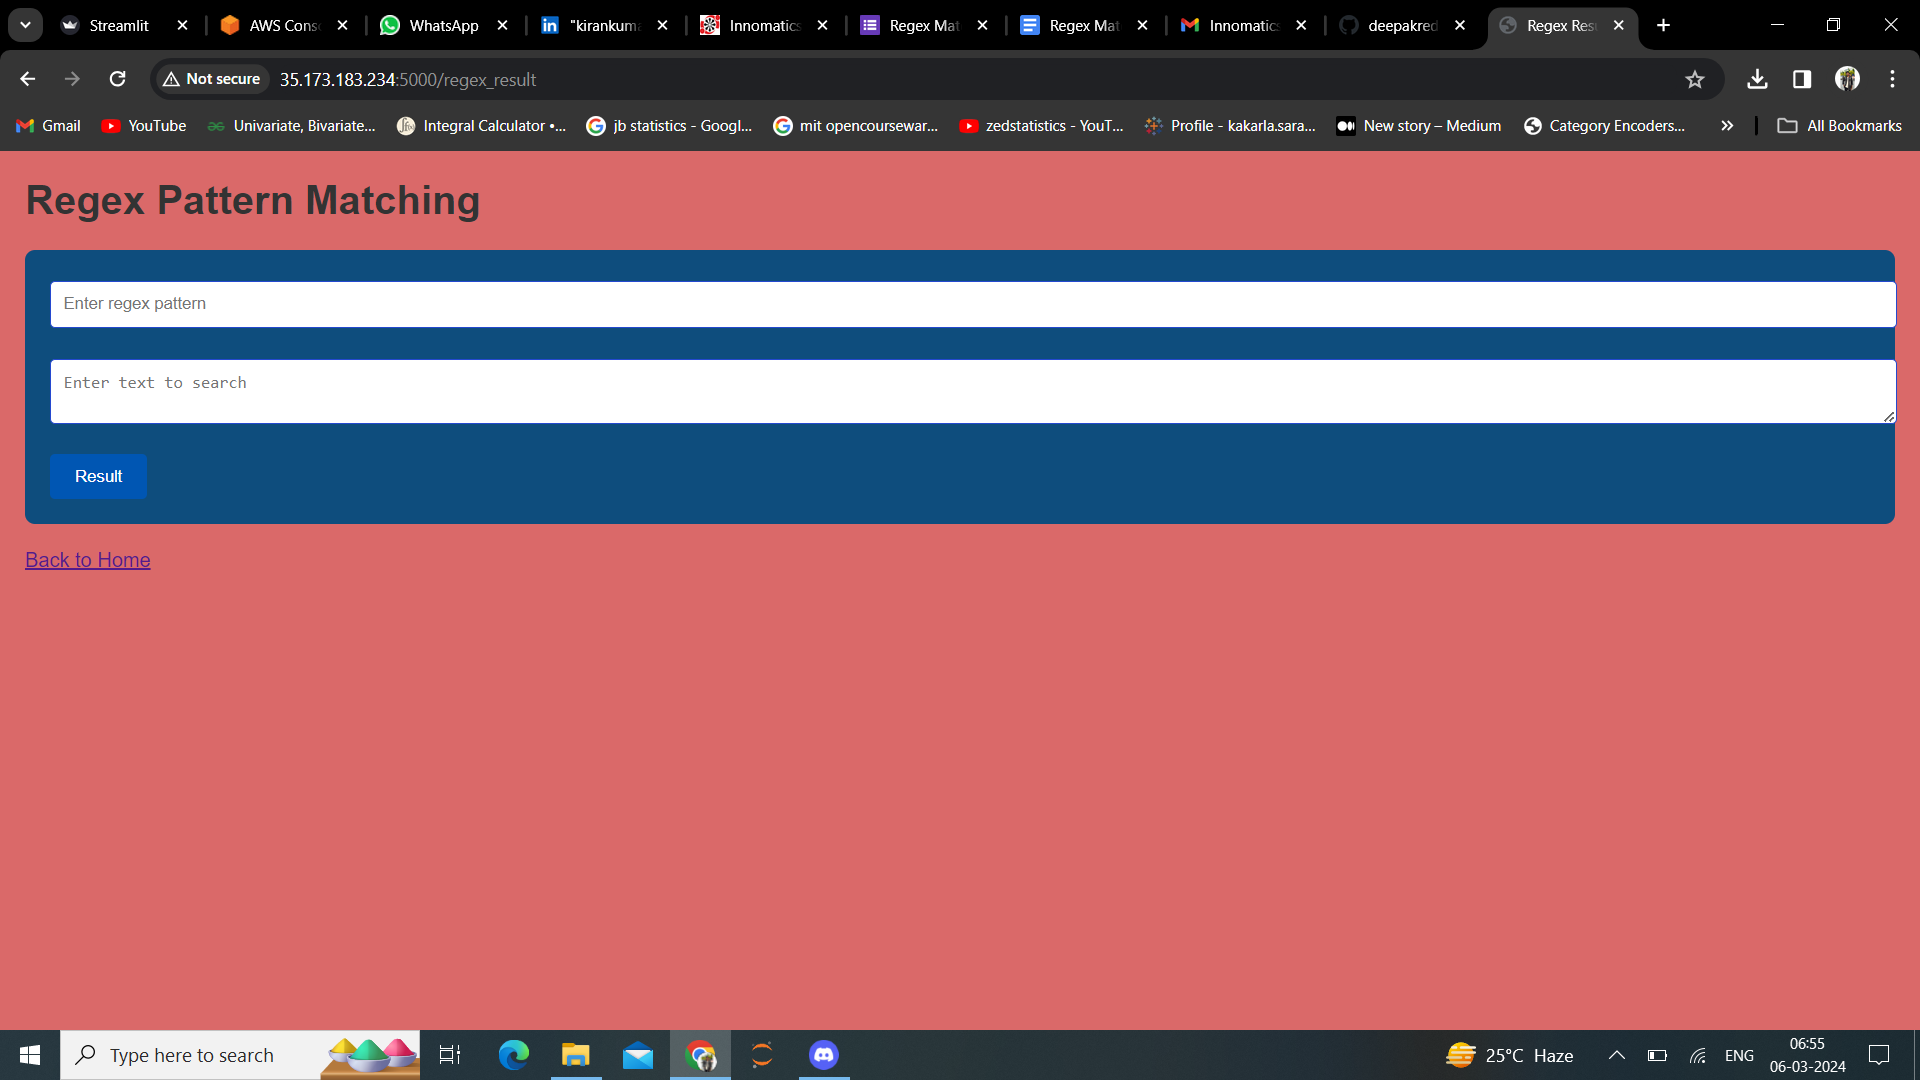 Streamlit
AWS Cons
WhatsApp
"kirankuma
Innomatics
Regex Mat
Regex Mat
Innomatics
deepakred
Regex Res
Not secure
35.173.183.234:5000/regex_result
Gmail
YouTube
Univariate, Bivariate...
Integral Calculator •...
jb statistics - Googl...
mit opencoursewar...
zedstatistics - YouT...
Profile - kakarla.sara...
New story – Medium
Category Encoders...
All Bookmarks
Regex Pattern Matching
Enter regex pattern
Enter text to search
Result
Back to Home
Type here to search
25°C Haze
ENG
06:55
06-03-2024